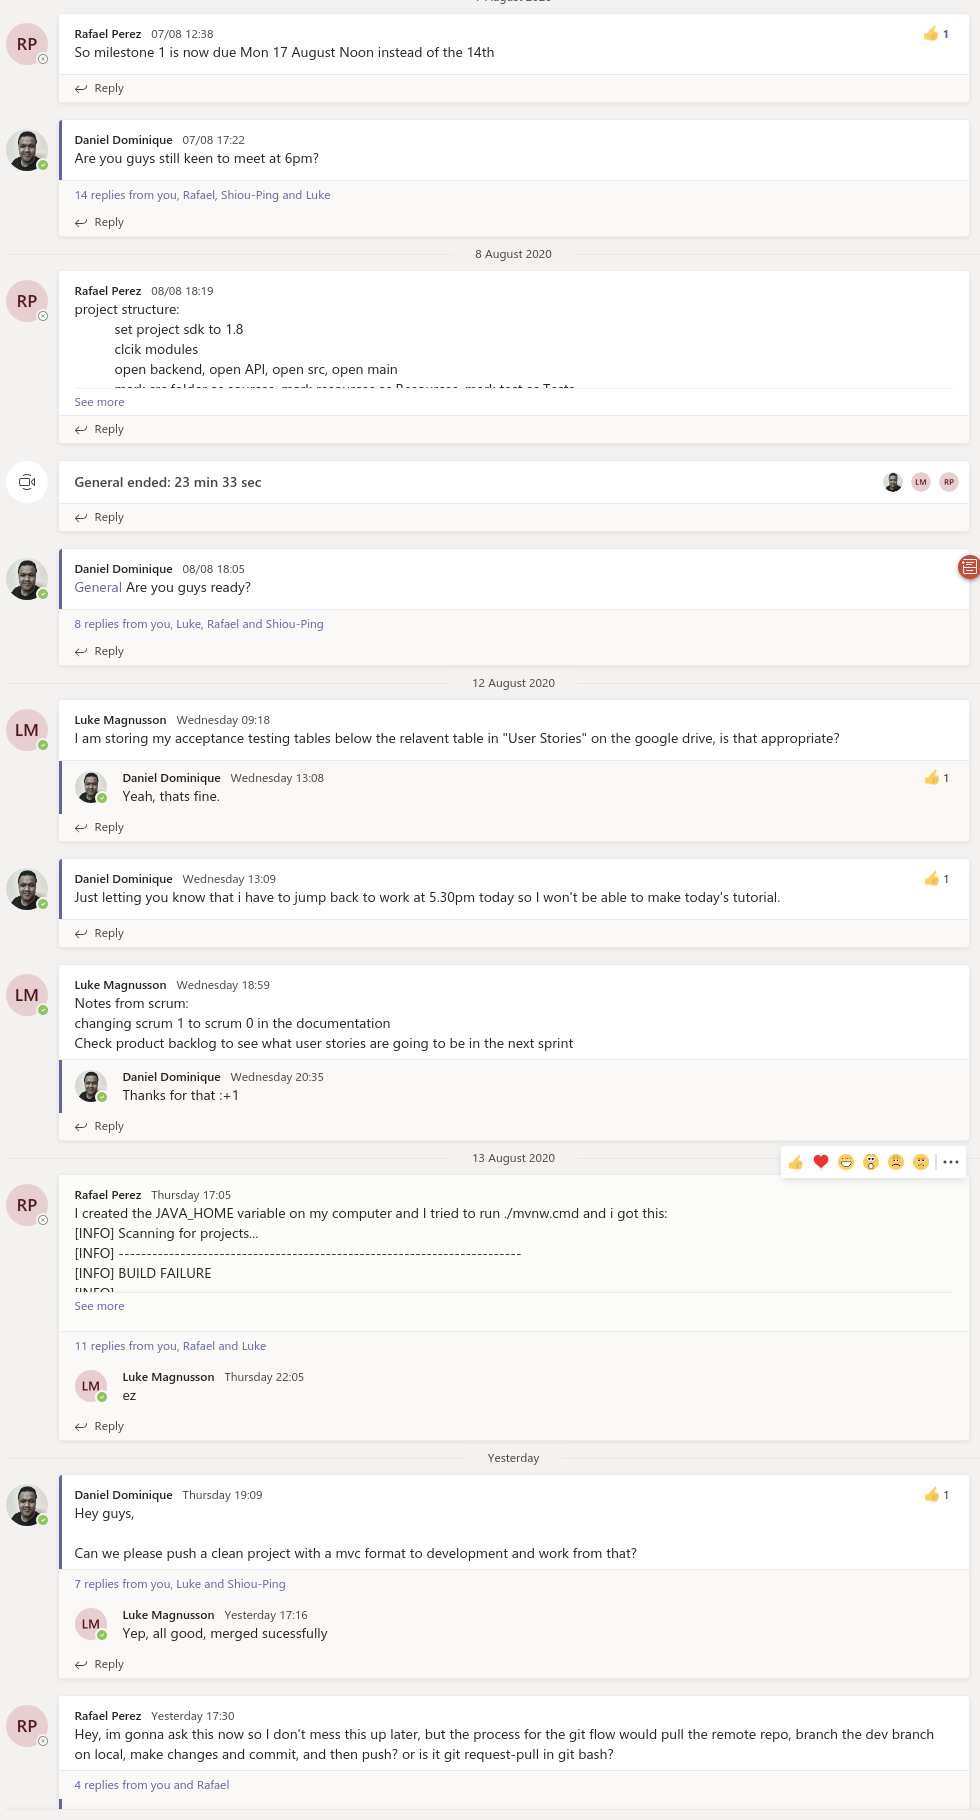 RP
Rafael Perez 07/08 12:38
👍 1
So milestone 1 is now due Mon 17 August Noon instead of the 14th
Reply
Daniel Dominique 07/08 17:22
Are you guys still keen to meet at 6pm?
14 replies from you, Rafael, Shiou-Ping and Luke
Reply
8 August 2020
RP
Rafael Perez 08/08 18:19
project structure:
set project sdk to 1.8
clcik modules
open backend, open API, open src, open main
See more
Reply
General ended: 23 min 33 sec
LM RP
Reply
Daniel Dominique 08/08 18:05
General Are you guys ready?
8 replies from you, Luke, Rafael and Shiou-Ping
Reply
12 August 2020
LM
Luke Magnusson Wednesday 09:18
I am storing my acceptance testing tables below the relavent table in "User Stories" on the google drive, is that appropriate?
Daniel Dominique Wednesday 13:08
👍 1
Yeah, thats fine.
Reply
Daniel Dominique Wednesday 13:09
👍 1
Just letting you know that i have to jump back to work at 5.30pm today so I won't be able to make today's tutorial.
Reply
LM
Luke Magnusson Wednesday 18:59
Notes from scrum:
changing scrum 1 to scrum 0 in the documentation
Check product backlog to see what user stories are going to be in the next sprint
Daniel Dominique Wednesday 20:35
Thanks for that :+1
Reply
13 August 2020
RP
Rafael Perez Thursday 17:05
I created the JAVA_HOME variable on my computer and I tried to run ./mvnw.cmd and i got this:
[INFO] Scanning for projects...
[INFO] ------------------------------------------------------------------------
[INFO] BUILD FAILURE
See more
11 replies from you, Rafael and Luke
LM
Luke Magnusson Thursday 22:05
ez
Reply
Yesterday
Daniel Dominique Thursday 19:09
👍 1
Hey guys,
Can we please push a clean project with a mvc format to development and work from that?
7 replies from you, Luke and Shiou-Ping
LM
Luke Magnusson Yesterday 17:16
Yep, all good, merged sucessfully
Reply
RP
Rafael Perez Yesterday 17:30
Hey, im gonna ask this now so I don't mess this up later, but the process for the git flow would pull the remote repo, branch the dev branch
on local, make changes and commit, and then push? or is it git request-pull in git bash?
4 replies from you and Rafael